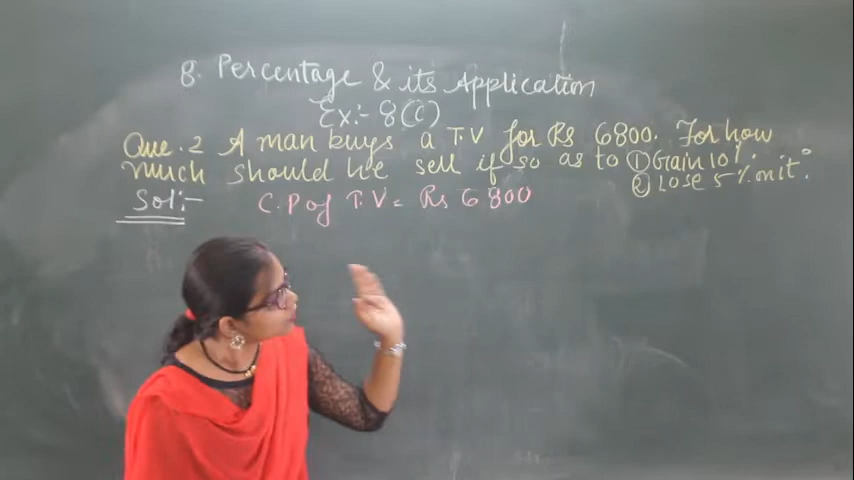 8. Percentage & its Application
Ex:- 8(C)
Que. 2 A man buys a T.V for Rs 6800. For how
much should he sell if so as to ① Gain 10%
② Lose 5% on it.
Sol:- C.P of T.V = Rs 6800